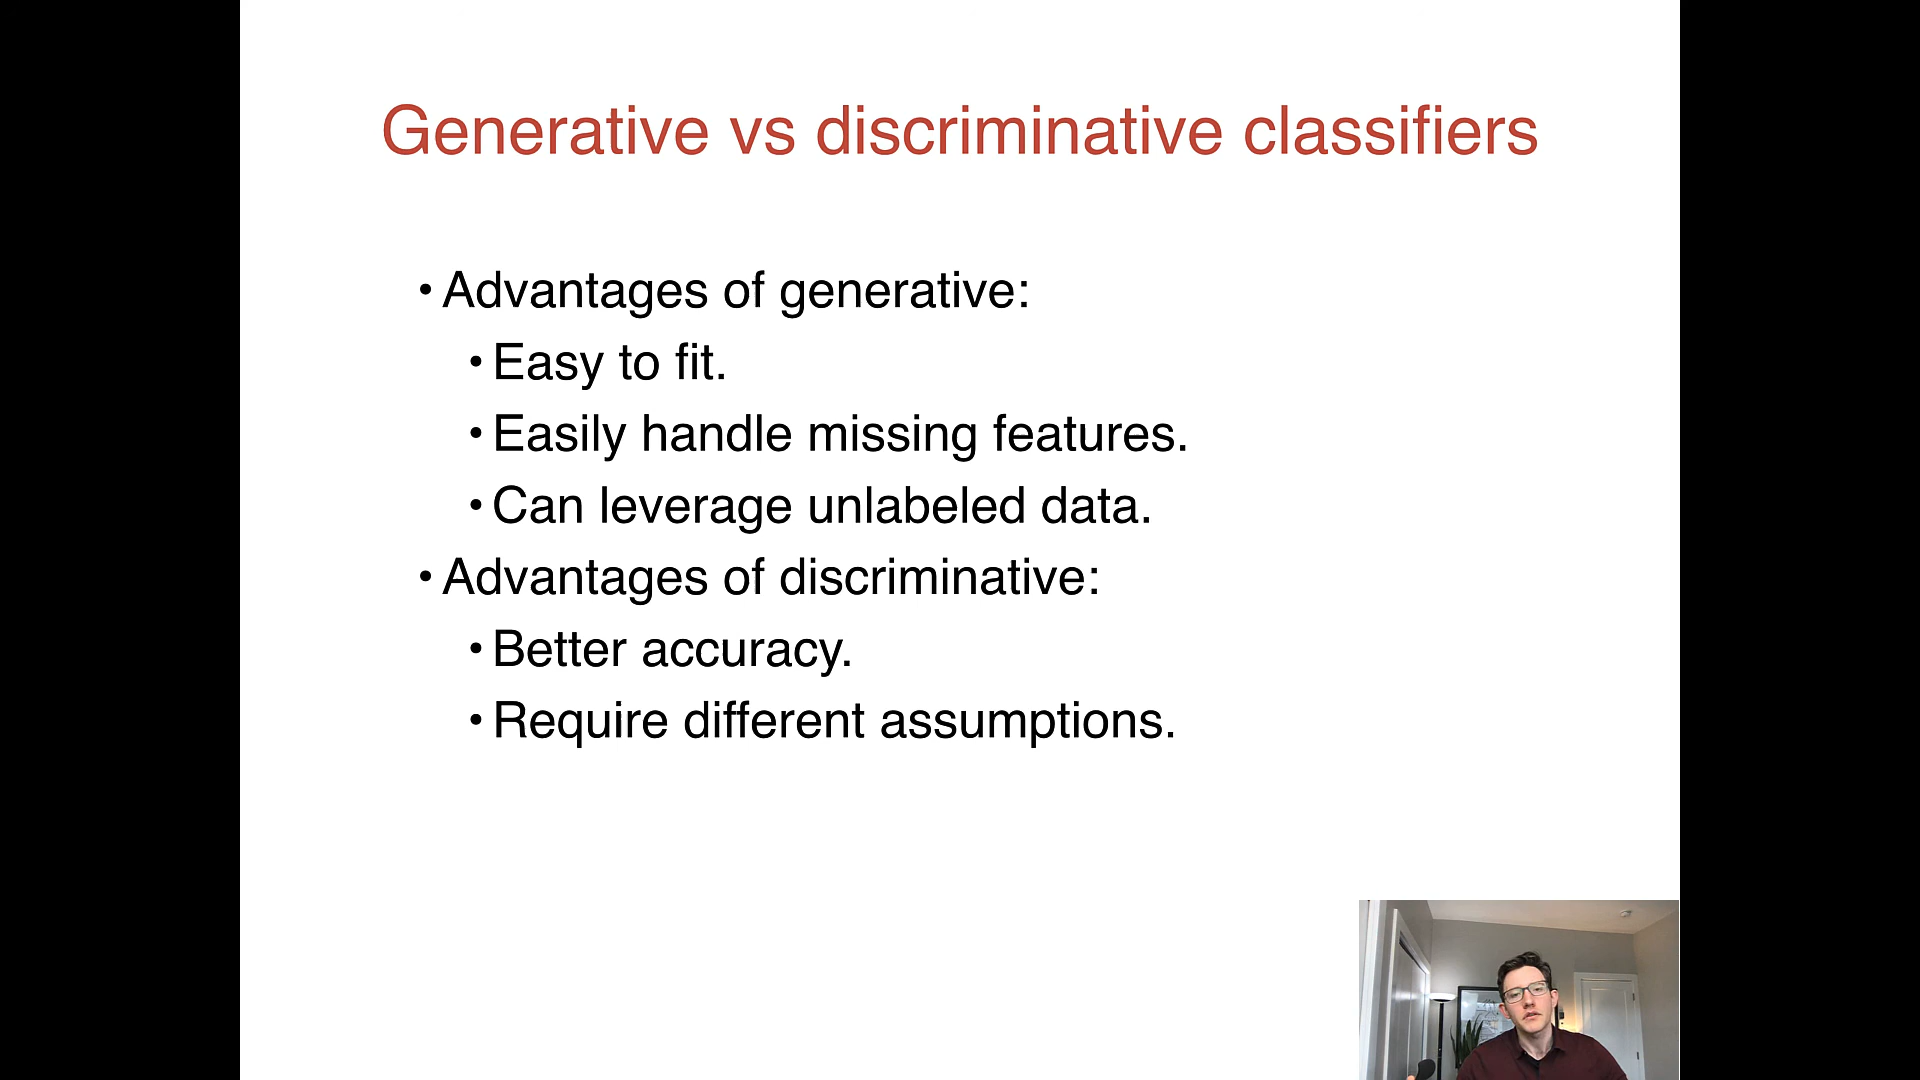 Generative vs discriminative classifiers
• Advantages of generative:
• Easy to fit.
• Easily handle missing features.
• Can leverage unlabeled data.
• Advantages of discriminative:
• Better accuracy.
• Require different assumptions.